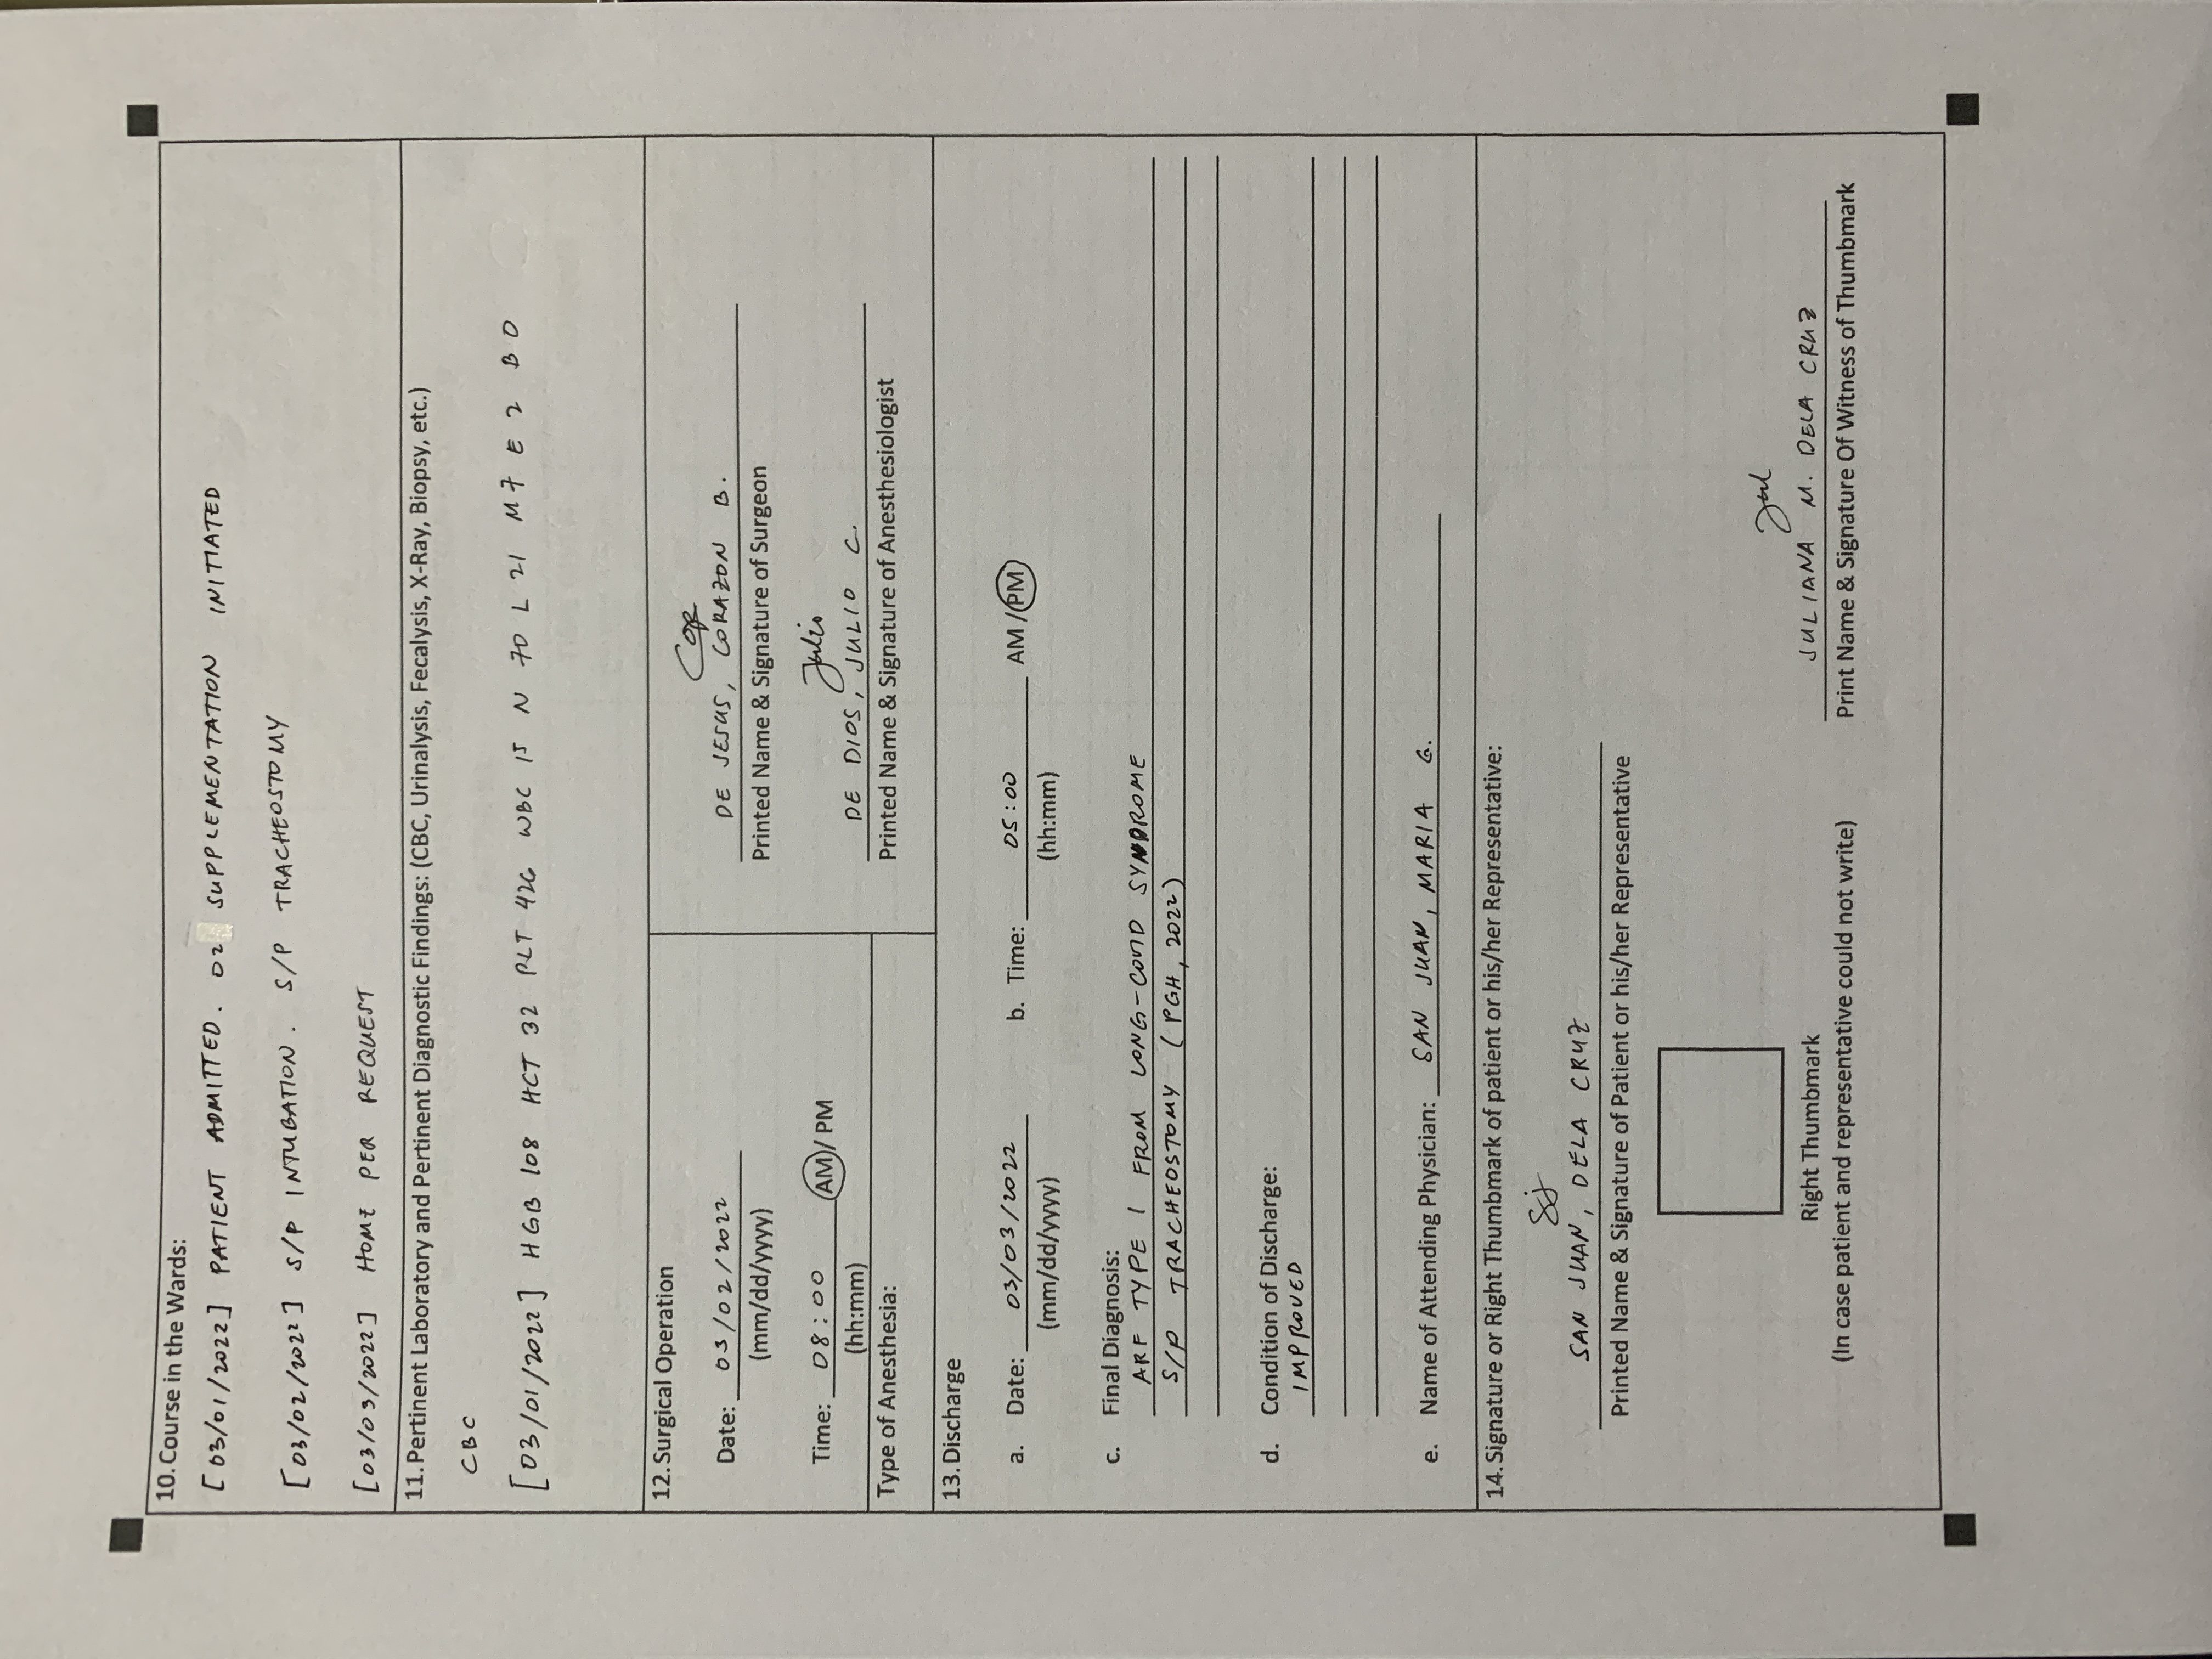 10. Course in the Wards:
[03/01/2022] PATIENT ADMITTED. O2 SUPPLEMENTATION INITIATED
[03/02/2022] S/P INTUBATION. S/P TRACHEOSTOMY
[03/03/2022] HOME PER REQUEST
11. Pertinent Laboratory and Pertinent Diagnostic Findings: (CBC, Urinalysis, Fecalysis, X-Ray, Biopsy, etc.)
CBC
[03/01/2022] HGB 108 HCT 32 PLT 426 WBC 15 N 70 L 21 M 7 E 2 B 0
12. Surgical Operation
Date: 03/02/2022
(mm/dd/yyyy)
Time: 08:00 AM / PM
(hh:mm)
Type of Anesthesia:
Cor
DE JESUS, CORAZON B.
Printed Name & Signature of Surgeon
Julio
DE DIOS, JULIO C.
Printed Name & Signature of Anesthesiologist
13. Discharge
a. Date: 03/03/2022 b. Time: 05:00 AM / PM
(mm/dd/yyyy) (hh:mm)
c. Final Diagnosis:
ARF TYPE 1 FROM LONG-COVID SYNDROME
S/P TRACHEOSTOMY (PGH, 2022)
d. Condition of Discharge:
IMPROVED
e. Name of Attending Physician: SAN JUAN, MARIA G.
14. Signature or Right Thumbmark of patient or his/her Representative:
SJ
SAN JUAN, DELA CRUZ
Printed Name & Signature of Patient or his/her Representative
Right Thumbmark
(In case patient and representative could not write)
Jul
JULIANA M. DELA CRUZ
Print Name & Signature Of Witness of Thumbmark